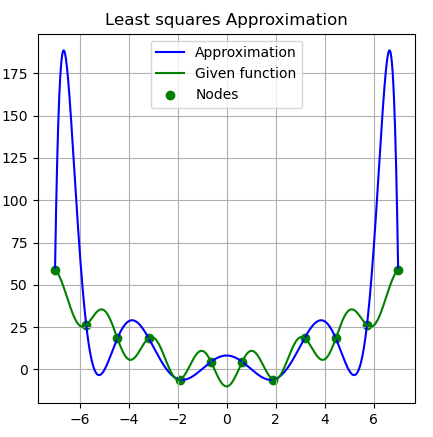 Least squares Approximation
Approximation
Given function
Nodes
175
150
125
100
75
50
25
0
−6 −4 −2 0 2 4 6